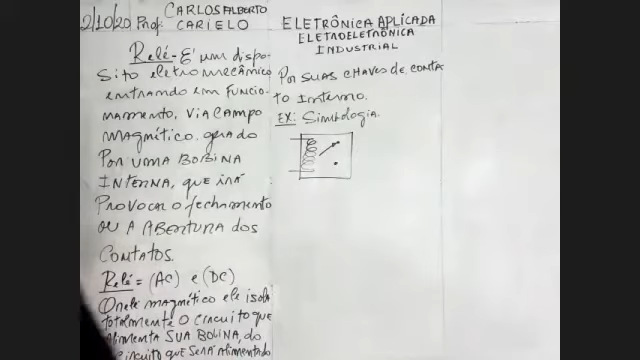 2/10/20 Prof: CARLOS ALBERTO CARIELO
ELETRÔNICA APLICADA
ELETROELETRÔNICA
INDUSTRIAL
Relé - É um dispo-
sito eletromecânico
entrando em funcio-
namento, via campo
magnético, gerado
Por uma BOBINA
INTERNA, que irá
Provocar o fechamento
ou A ABERTURA dos
CONTATOS.
Relé = (AC) e (DC)
O relé magnético ele isola
totalmente o circuito que
alimenta SUA BOLINA, do
circuito que SERÁ alimentado
Por suas chaves de conta
to Interno.
EX: Simbologia.